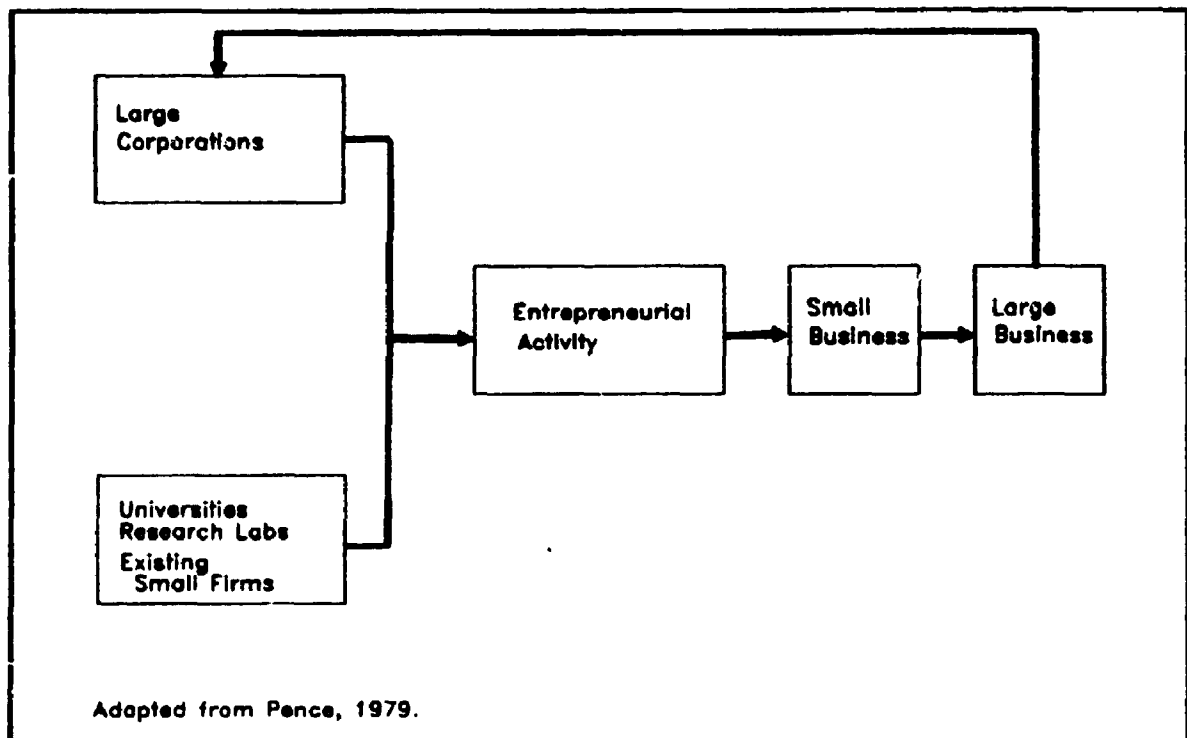 Large
Corporations
Entrepreneurial
Activity
Small
Business
Large
Business
Universities
Research Labs
Existing
Small Firms
Adapted from Pence, 1979.